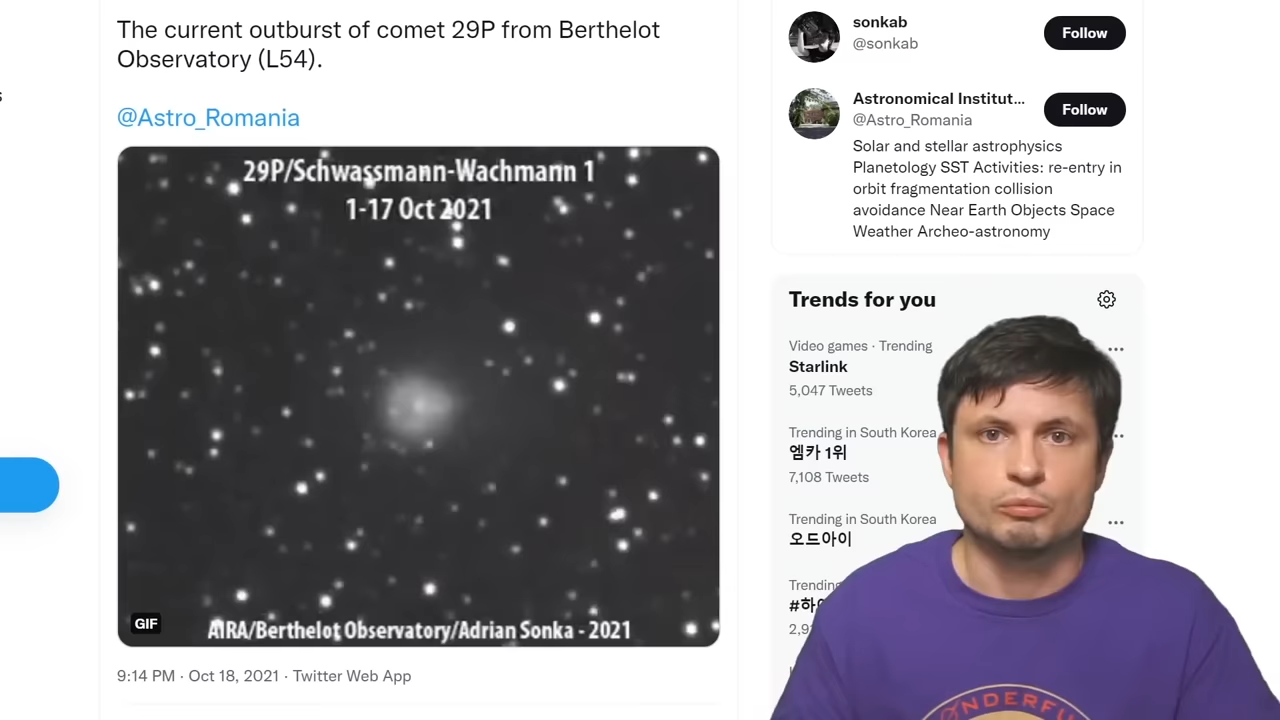 The current outburst of comet 29P from Berthelot
Observatory (L54).
@Astro_Romania
29P/Schwassmann-Wachmann 1
1-17 Oct 2021
GIF
AIRA/Berthelot Observatory/Adrian Sonka - 2021
9:14 PM · Oct 18, 2021 · Twitter Web App
sonkab
@sonkab
Follow
Astronomical Institut...
@Astro_Romania
Follow
Solar and stellar astrophysics
Planetology SST Activities: re-entry in
orbit fragmentation collision
avoidance Near Earth Objects Space
Weather Archeo-astronomy
Trends for you
Video games · Trending
Starlink
5,047 Tweets
Trending in South Korea
엠카 1위
7,108 Tweets
Trending in South Korea
오드아이